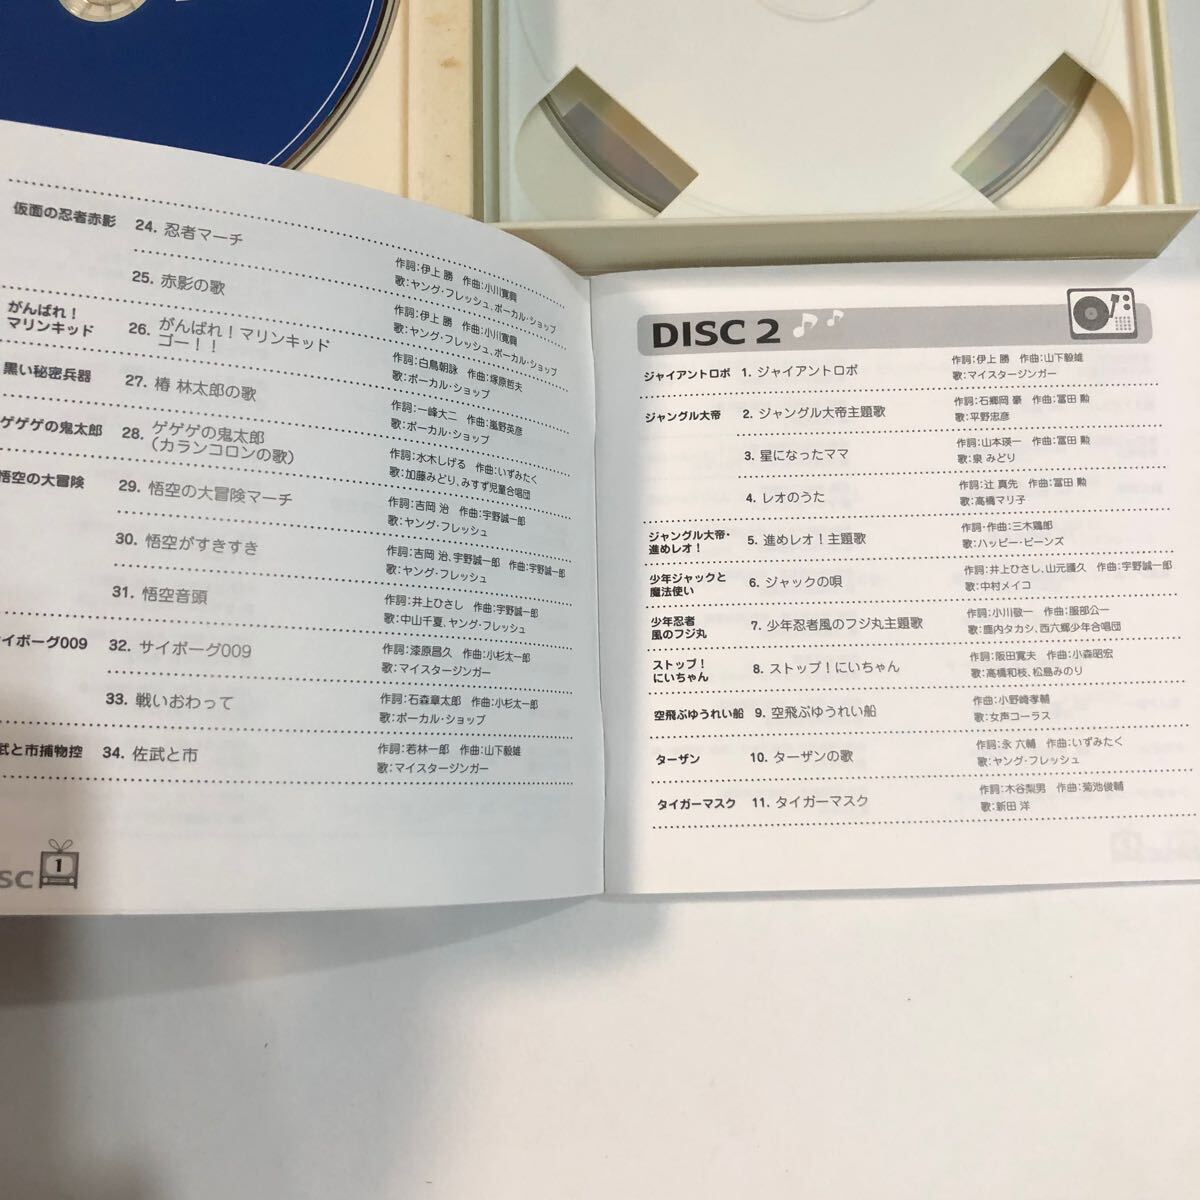 仮面の忍者赤影 24. 忍者マーチ
作詞:伊上 勝 作曲:小川寛興
歌:ヤング・フレッシュ、ボーカル・ショップ
25. 赤影の歌
作詞:伊上 勝 作曲:小川寛興
歌:ヤング・フレッシュ、ボーカル・ショップ
がんばれ!
マリンキッド
26. がんばれ!マリンキッド
ゴー!!
作詞:白鳥朝詠 作曲:塚原哲夫
歌:ボーカル・ショップ
黒い秘密兵器 27. 椿 林太郎の歌
作詞:一峰大二 作曲:嵐野英彦
歌:ボーカル・ショップ
ゲゲゲの鬼太郎 28. ゲゲゲの鬼太郎
(カランコロンの歌)
作詞:水木しげる 作曲:いずみたく
歌:加藤みどり、みすず児童合唱団
悟空の大冒険 29. 悟空の大冒険マーチ
作詞:吉岡 治 作曲:宇野誠一郎
歌:ヤング・フレッシュ
30. 悟空がすきすき
作詞:吉岡 治、宇野誠一郎 作曲:宇野誠一郎
歌:ヤング・フレッシュ
31. 悟空音頭
作詞:井上ひさし 作曲:宇野誠一郎
歌:中山千夏、ヤング・フレッシュ
イボーグ009 32. サイボーグ009
作詞:漆原昌久 作曲:小杉太一郎
歌:マイスタージンガー
33. 戦いおわって
作詞:石森章太郎 作曲:小杉太一郎
歌:ボーカル・ショップ
武と市捕物控 34. 佐武と市
作詞:若林一郎 作曲:山下毅雄
歌:マイスタージンガー
SC 1
DISC 2
ジャイアントロボ 1. ジャイアントロボ
作詞:伊上 勝 作曲:山下毅雄
歌:マイスタージンガー
ジャングル大帝 2. ジャングル大帝主題歌
作詞:石郷岡 豪 作曲:冨田 勲
歌:平野忠彦
3. 星になったママ
作詞:山本瑛一 作曲:冨田 勲
歌:泉 みどり
4. レオのうた
作詞:辻 真先 作曲:冨田 勲
歌:高橋マリ子
ジャングル大帝・
進めレオ!
5. 進めレオ!主題歌
作詞・作曲:三木鶏郎
歌:ハッピー・ビーンズ
少年ジャックと
魔法使い
6. ジャックの唄
作詞:井上ひさし、山元護久 作曲:宇野誠一郎
歌:中村メイコ
少年忍者
風のフジ丸
7. 少年忍者風のフジ丸主題歌
作詞:小川敬一 作曲:服部公一
歌:鹿内タカシ、西六郷少年合唱団
ストップ!
にいちゃん
8. ストップ!にいちゃん
作詞:阪田寛夫 作曲:小森昭宏
歌:高橋和枝、松島みのり
空飛ぶゆうれい船 9. 空飛ぶゆうれい船
作曲:小野崎孝輔
歌:女声コーラス
ターザン 10. ターザンの歌
作詞:永 六輔 作曲:いずみたく
歌:ヤング・フレッシュ
タイガーマスク 11. タイガーマスク
作詞:木谷梨男 作曲:菊池俊輔
歌:新田 洋